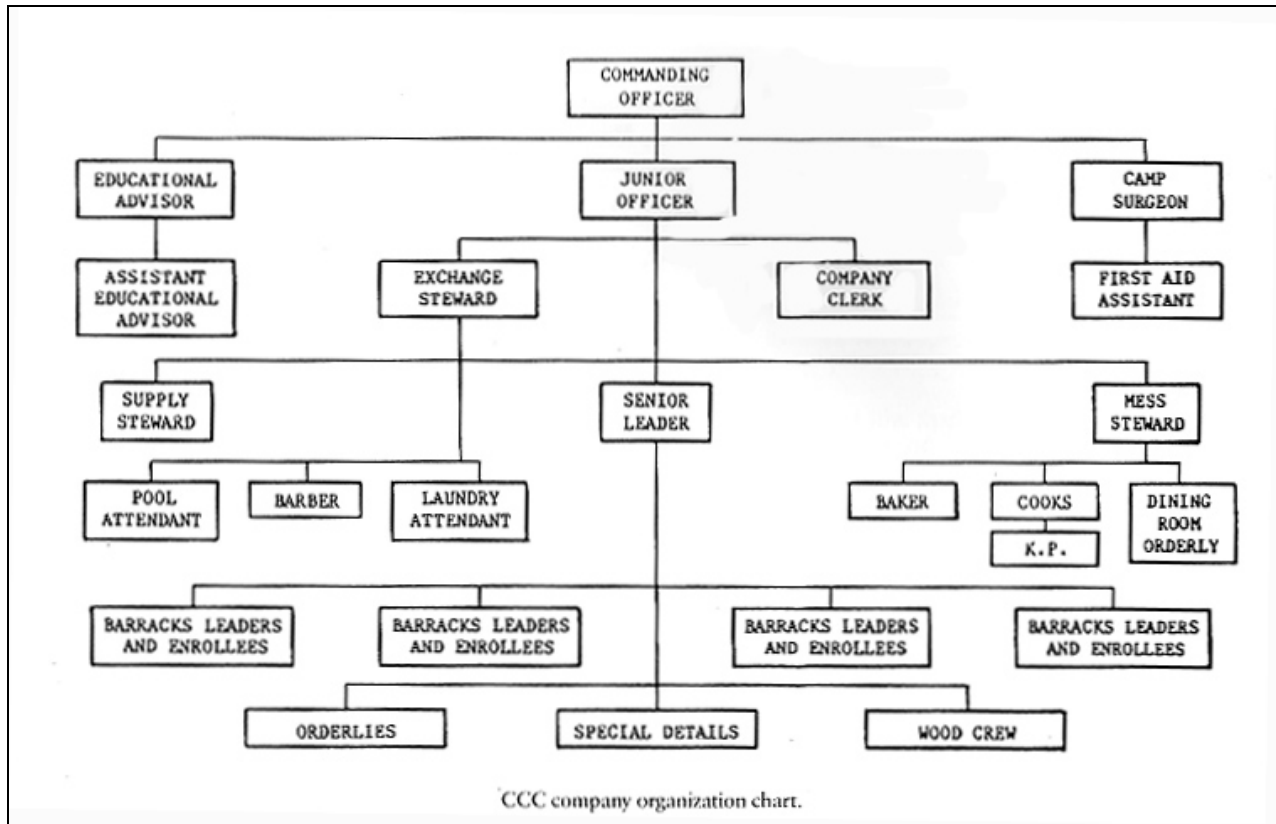 COMMANDING
OFFICER
EDUCATIONAL
ADVISOR
JUNIOR
OFFICER
CAMP
SURGEON
ASSISTANT
EDUCATIONAL
ADVISOR
EXCHANGE
STEWARD
COMPANY
CLERK
FIRST AID
ASSISTANT
SUPPLY
STEWARD
SENIOR
LEADER
MESS
STEWARD
POOL
ATTENDANT
BARBER
LAUNDRY
ATTENDANT
BAKER
COOKS
K.P.
DINING
ROOM
ORDERLY
BARRACKS LEADERS
AND ENROLLEES
BARRACKS LEADERS
AND ENROLLEES
BARRACKS LEADERS
AND ENROLLEES
BARRACKS LEADERS
AND ENROLLEES
ORDERLIES
SPECIAL DETAILS
WOOD CREW
CCC company organization chart.